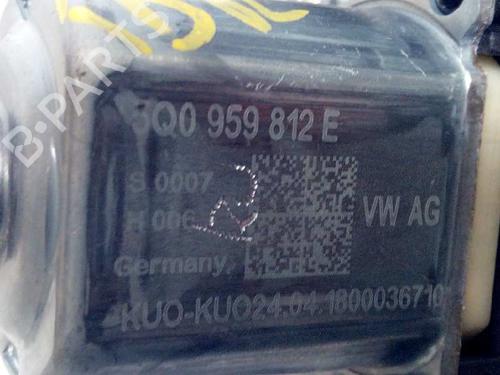 5Q0 959 812 E
S 0007
H 006
VW AG
Germany
KUO-KUO24.04.1800036710
B-PARTS